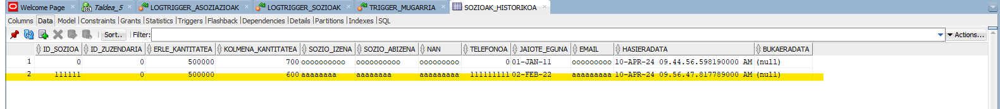 Welcome Page Taldea_5 LOGTRIGGER_ASOZIAZIOAK LOGTRIGGER_SOZIOAK TRIGGER_MUGARRIA SOZIOAK_HISTORIKOA
Columns Data Model Constraints Grants Statistics Triggers Flashback Dependencies Details Partitions Indexes SQL
Sort.. Filter: Actions...
ID_SOZIOA ID_ZUZENDARIA ERLE_KANTITATEA KOLMENA_KANTITATEA SOZIO_IZENA SOZIO_ABIZENA NAN TELEFONOA JAIOTE_EGUNA EMAIL HASIERADATA BUKAERADATA
1 0 0 500000 700 oooooooooo oooooooooo ooooooooo 0 01-JAN-11 ooooooooo 10-APR-24 09.44.56.598190000 AM (null)
2 111111 0 500000 600 aaaaaaaa aaaaaaaa aaaaaaaaa 111111111 02-FEB-22 aaaaaaaaa 10-APR-24 09.56.47.817789000 AM (null)